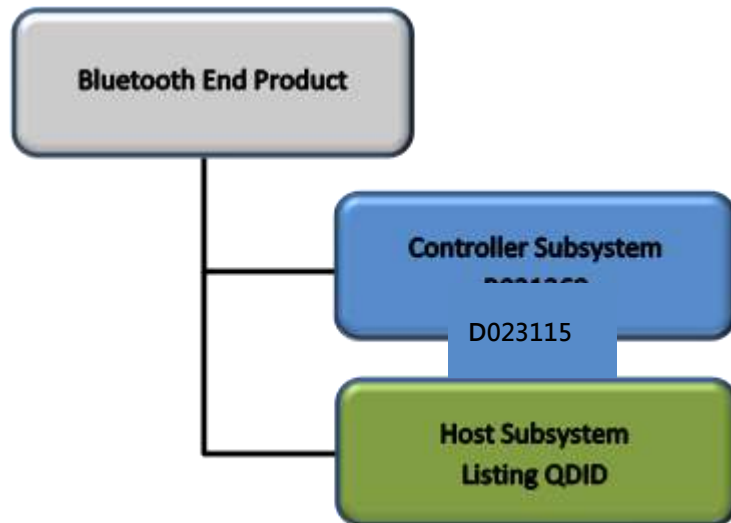 Bluetooth End Product
Controller Subsystem
D023115
Host Subsystem
Listing QDID